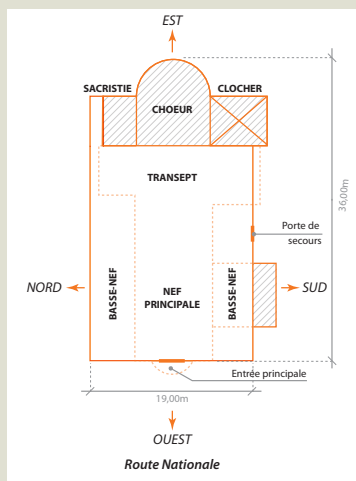 EST
SACRISTIE
CLOCHER
CHOEUR
TRANSEPT
36,00m
Porte de
secours
NORD
BASSE-NEF
NEF
PRINCIPALE
BASSE-NEF
SUD
Entrée principale
19,00m
OUEST
Route Nationale